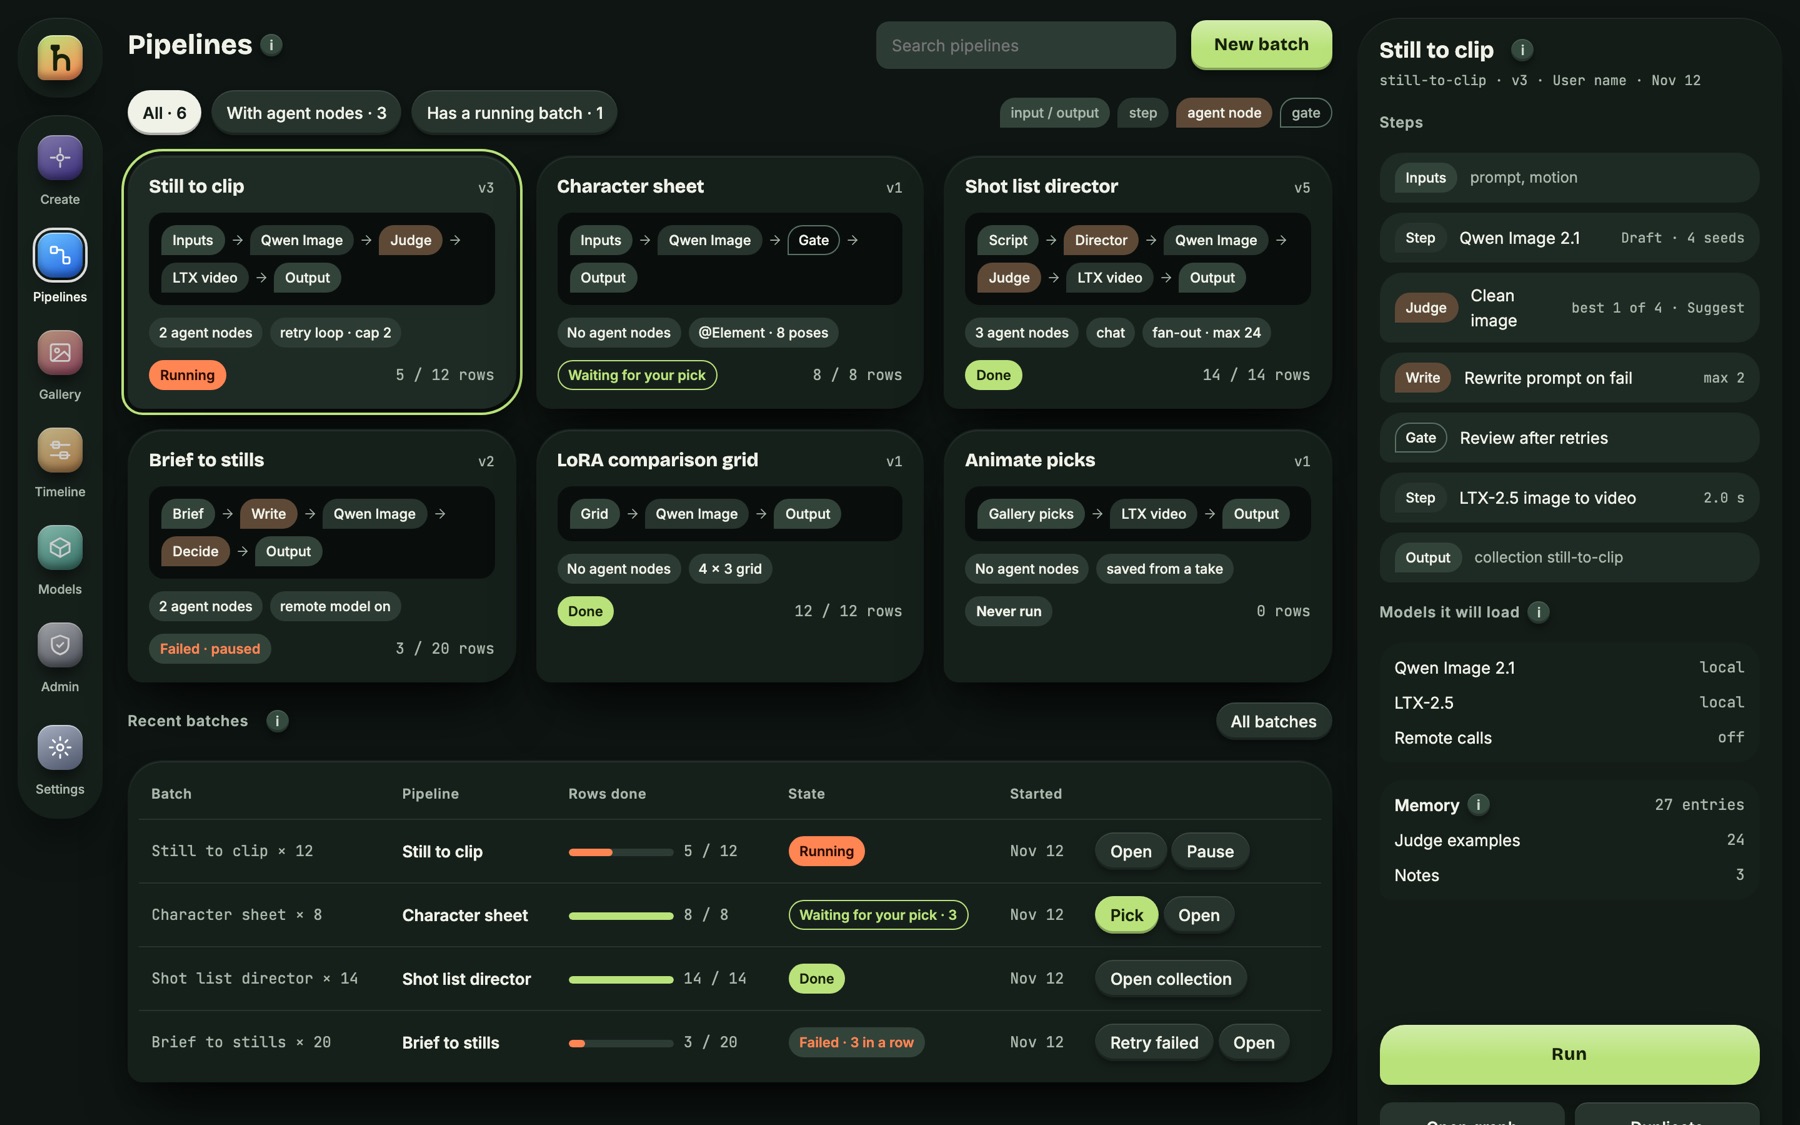 h
Create
Pipelines
Gallery
Timeline
Models
Admin
Settings
Pipelines i
Search pipelines
New batch
All · 6
With agent nodes · 3
Has a running batch · 1
input / output
step
agent node
gate
Still to clip v3
Inputs → Qwen Image → Judge →
LTX video → Output
2 agent nodes retry loop · cap 2
Running 5 / 12 rows
Character sheet v1
Inputs → Qwen Image → Gate →
Output
No agent nodes @Element · 8 poses
Waiting for your pick 8 / 8 rows
Shot list director v5
Script → Director → Qwen Image →
Judge → LTX video → Output
3 agent nodes chat fan-out · max 24
Done 14 / 14 rows
Brief to stills v2
Brief → Write → Qwen Image →
Decide → Output
2 agent nodes remote model on
Failed · paused 3 / 20 rows
LoRA comparison grid v1
Grid → Qwen Image → Output
No agent nodes 4 × 3 grid
Done 12 / 12 rows
Animate picks v1
Gallery picks → LTX video → Output
No agent nodes saved from a take
Never run 0 rows
Recent batches i
All batches
Batch Pipeline Rows done State Started
Still to clip × 12 Still to clip 5 / 12 Running Nov 12 Open Pause
Character sheet × 8 Character sheet 8 / 8 Waiting for your pick · 3 Nov 12 Pick Open
Shot list director × 14 Shot list director 14 / 14 Done Nov 12 Open collection
Brief to stills × 20 Brief to stills 3 / 20 Failed · 3 in a row Nov 12 Retry failed Open
Still to clip i
still-to-clip · v3 · User name · Nov 12
Steps
Inputs prompt, motion
Step Qwen Image 2.1 Draft · 4 seeds
Judge Clean image best 1 of 4 · Suggest
Write Rewrite prompt on fail max 2
Gate Review after retries
Step LTX-2.5 image to video 2.0 s
Output collection still-to-clip
Models it will load i
Qwen Image 2.1 local
LTX-2.5 local
Remote calls off
Memory i 27 entries
Judge examples 24
Notes 3
Run